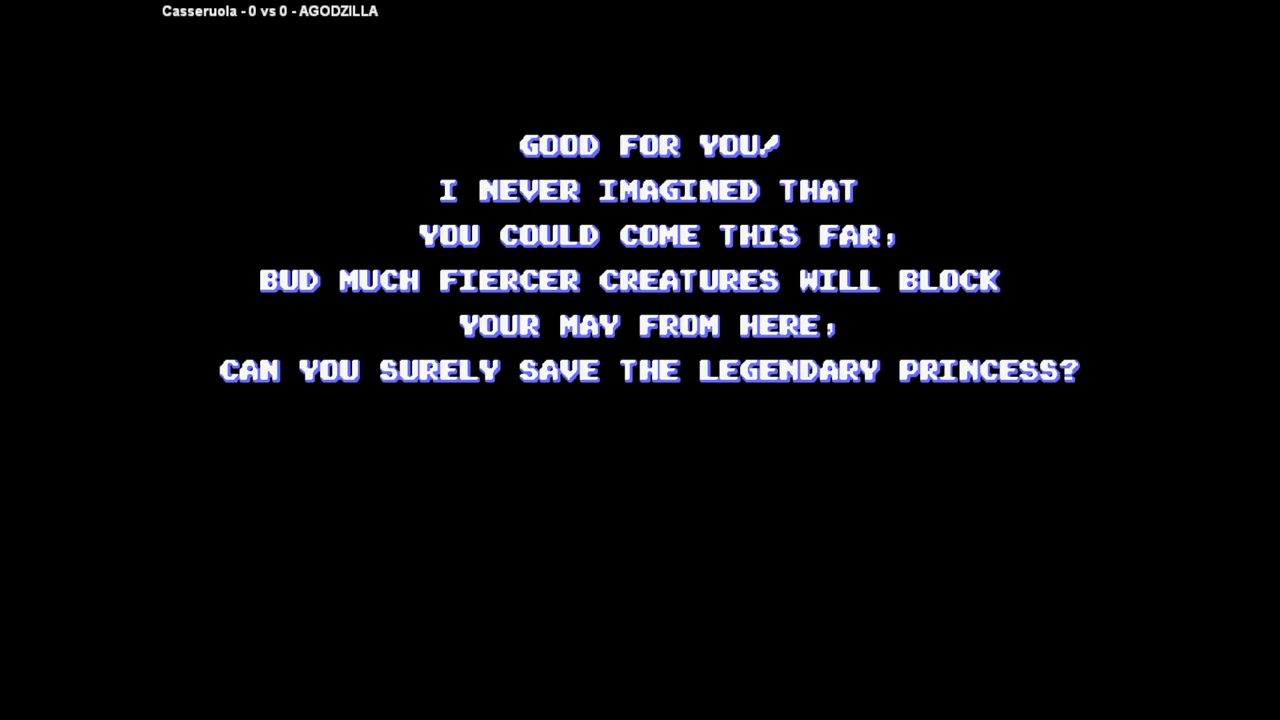 Casseruola - 0 vs 0 - AGODZILLA
GOOD FOR YOU!
I NEVER IMAGINED THAT
YOU COULD COME THIS FAR,
BUD MUCH FIERCER CREATURES WILL BLOCK
YOUR MAY FROM HERE,
CAN YOU SURELY SAVE THE LEGENDARY PRINCESS?